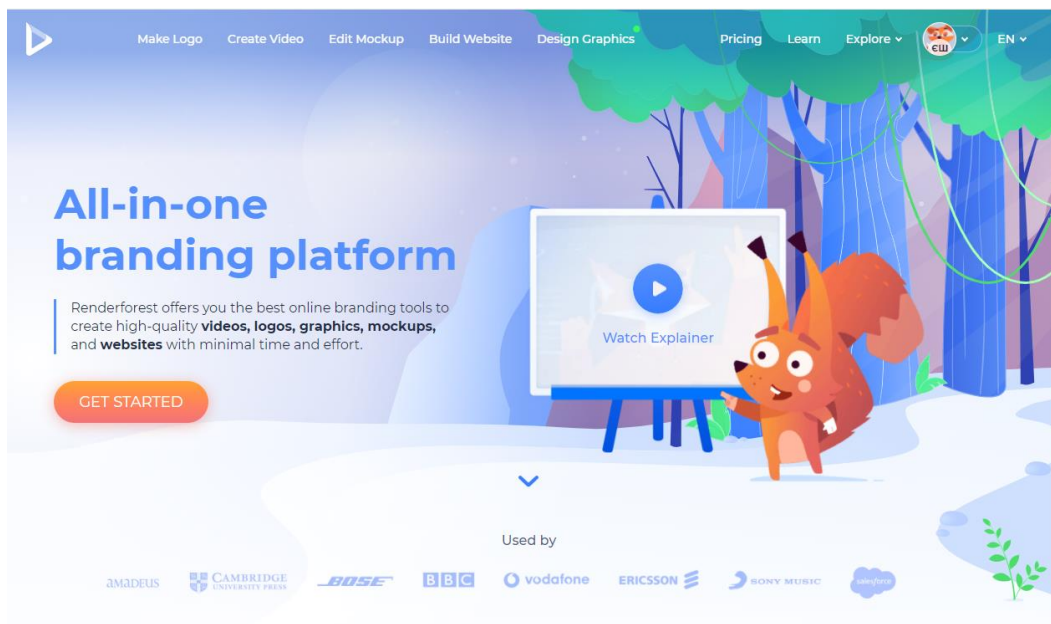 Make Logo Create Video Edit Mockup Build Website Design Graphics Pricing Learn Explore EN
All-in-one
branding platform
Renderforest offers you the best online branding tools to
create high-quality videos, logos, graphics, mockups,
and websites with minimal time and effort.
GET STARTED
Watch Explainer
Used by
amadeus CAMBRIDGE UNIVERSITY PRESS BOSE BBC vodafone ERICSSON SONY MUSIC salesforce